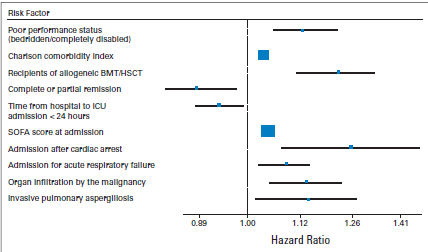 Risk Factor
Poor performance status
(bedridden/completely disabled)
Charlson comorbidity index
Recipients of allogeneic BMT/HSCT
Complete or partial remission
Time from hospital to ICU
admission < 24 hours
SOFA score at admission
Admission after cardiac arrest
Admission for acute respiratory failure
Organ infiltration by the malignancy
Invasive pulmonary aspergillosis
0.89 1.00 1.12 1.26 1.41
Hazard Ratio